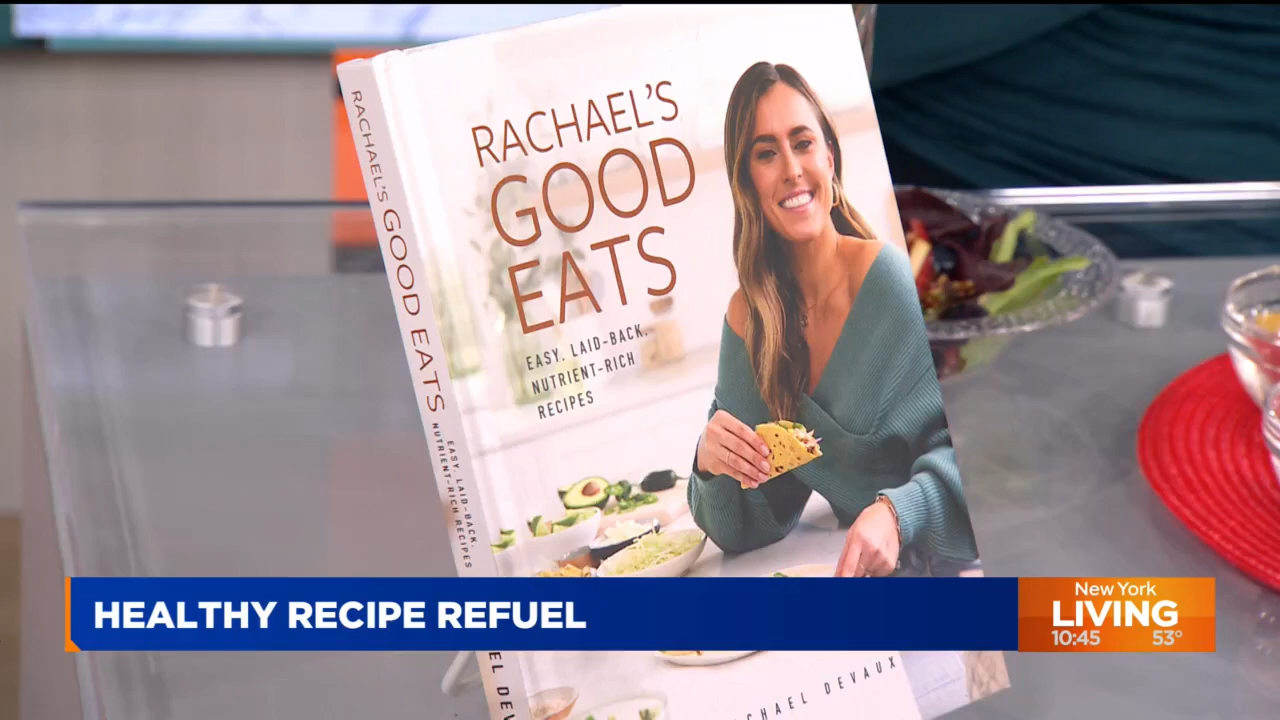 RACHAEL'S
GOOD
EATS
EASY, LAID-BACK,
NUTRIENT-RICH
RECIPES
RACHAEL'S GOOD EATS
EASY, LAID-BACK,
NUTRIENT-RICH RECIPES
HEALTHY RECIPE REFUEL
New York
LIVING
10:45 53°
DEVAUX